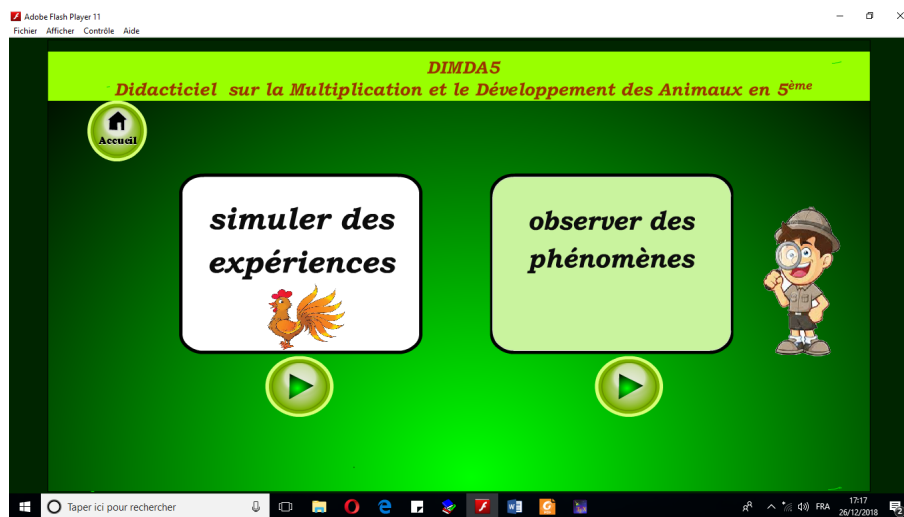 Adobe Flash Player 11
Fichier Afficher Contrôle Aide
DIMDA5
Didacticiel sur la Multiplication et le Développement des Animaux en 5ème
Accueil
simuler des
expériences
observer des
phénomènes
Taper ici pour rechercher
FRA
17:17
26/12/2018